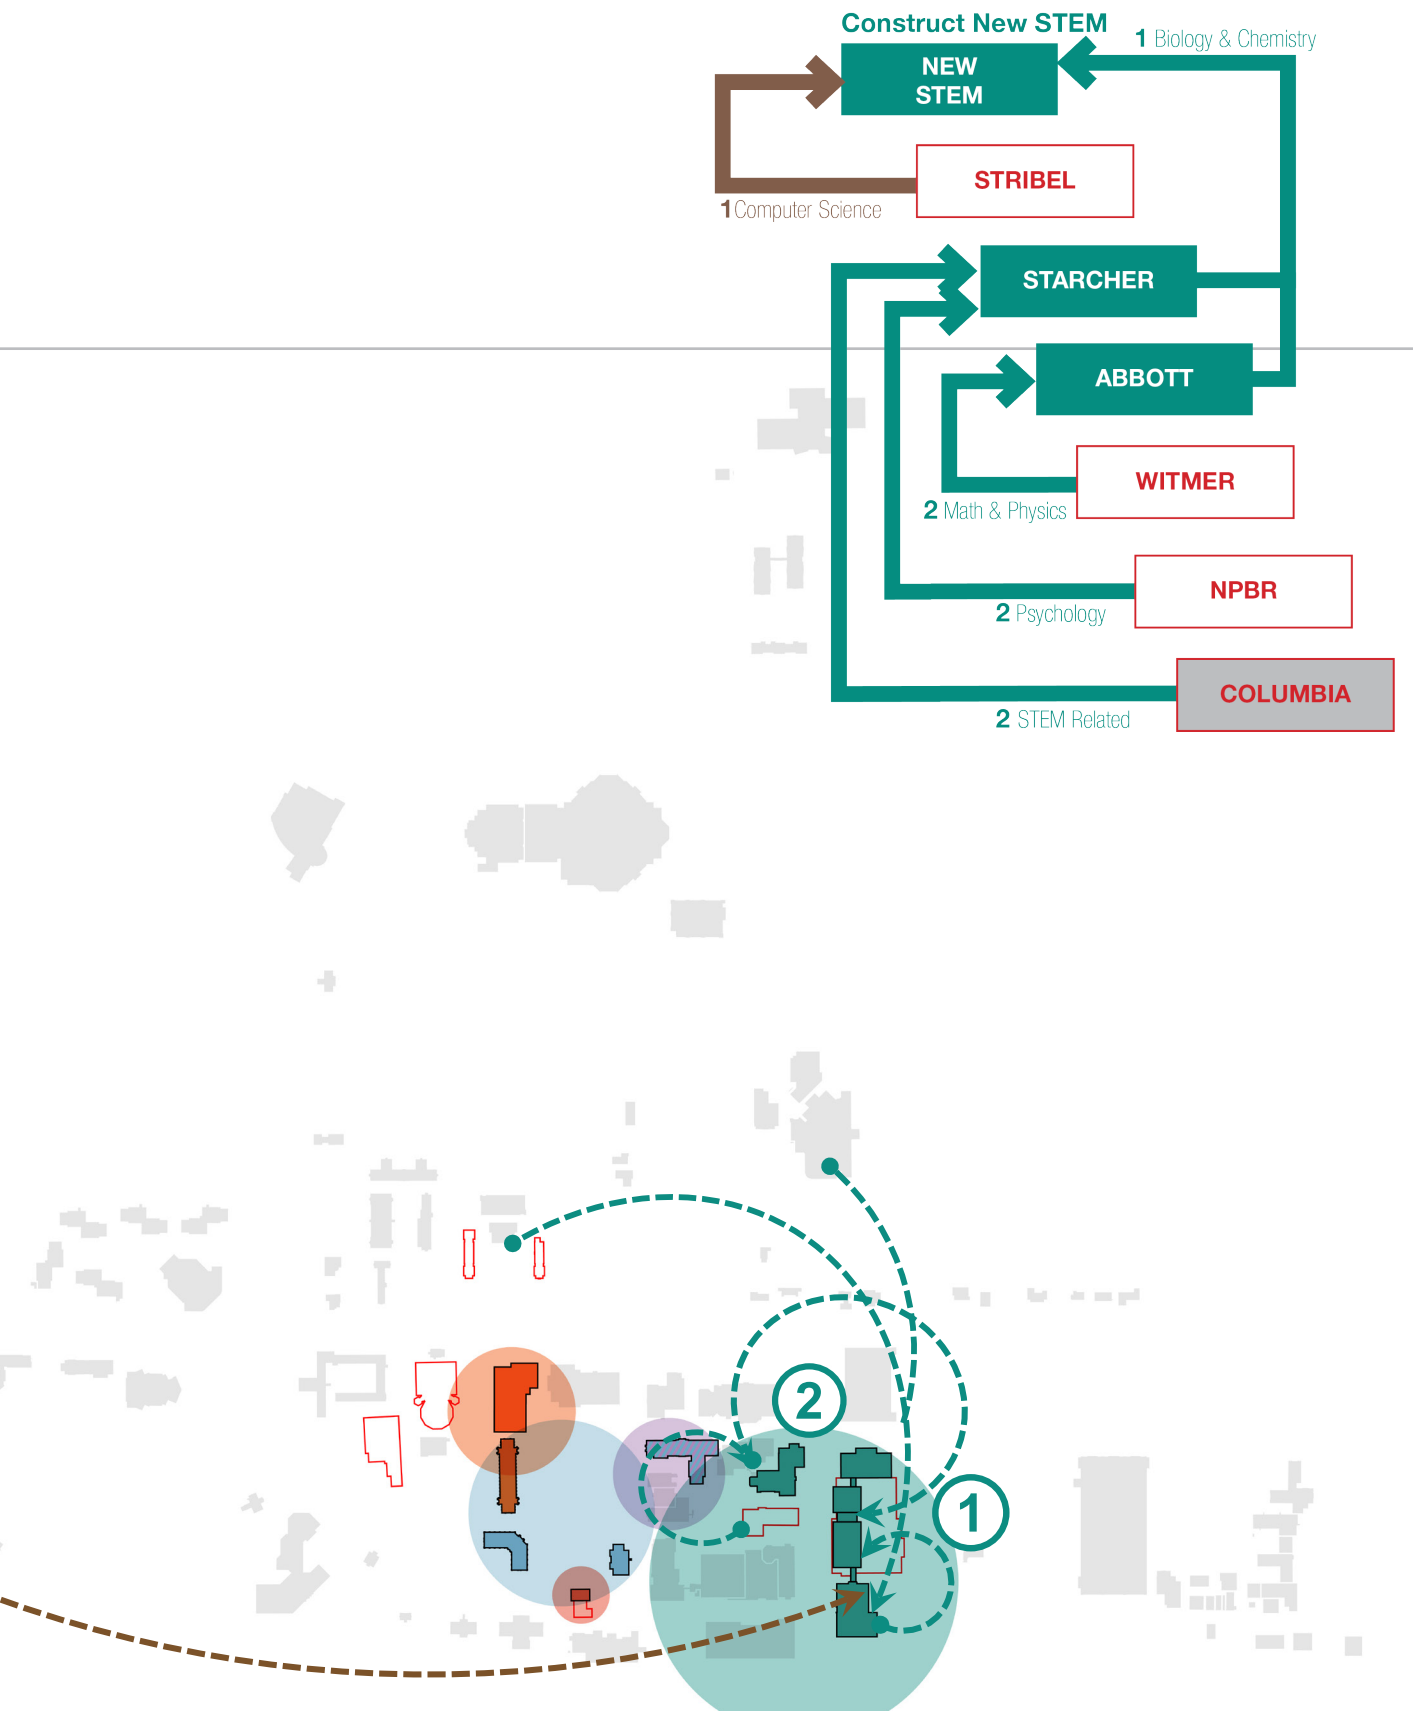 Construct New STEM
1 Biology & Chemistry
NEW
STEM
STRIBEL
1 Computer Science
STARCHER
ABBOTT
WITMER
2 Math & Physics
NPBR
2 Psychology
COLUMBIA
2 STEM Related
2
1